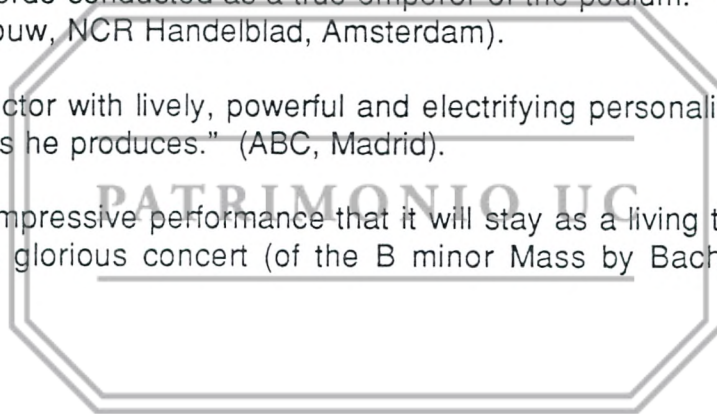 conducted as a true emperor of the podium.
ouw, NCR Handelblad, Amsterdam).
ctor with lively, powerful and electrifying personali
s he produces." (ABC, Madrid).
PATRIMONIO UC
mpressive performance that it will stay as a living t
glorious concert (of the B minor Mass by Bach